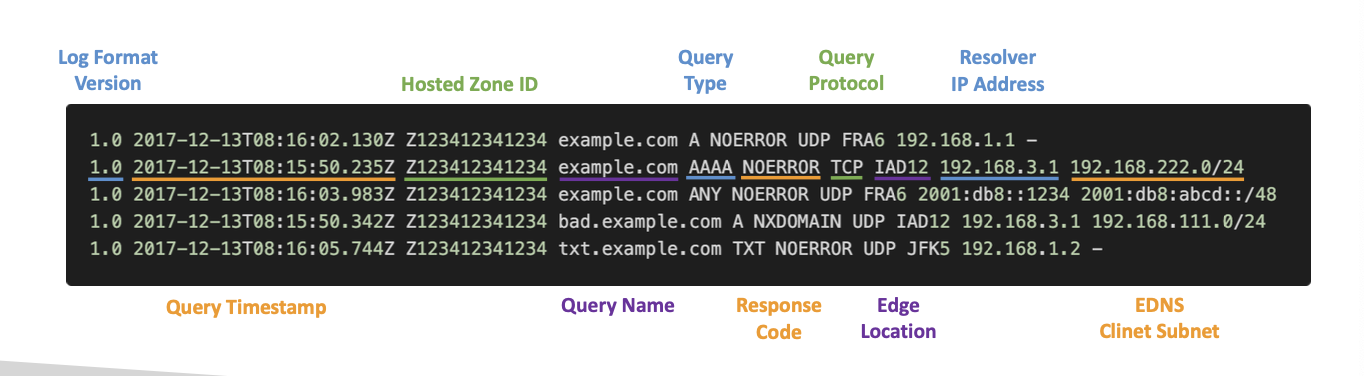 Log Format
Version
Hosted Zone ID
Query
Type
Query
Protocol
Resolver
IP Address
1.0 2017-12-13T08:16:02.130Z Z123412341234 example.com A NOERROR UDP FRA6 192.168.1.1 -
1.0 2017-12-13T08:15:50.235Z Z123412341234 example.com AAAA NOERROR TCP IAD12 192.168.3.1 192.168.222.0/24
1.0 2017-12-13T08:16:03.983Z Z123412341234 example.com ANY NOERROR UDP FRA6 2001:db8::1234 2001:db8:abcd::/48
1.0 2017-12-13T08:15:50.342Z Z123412341234 bad.example.com A NXDOMAIN UDP IAD12 192.168.3.1 192.168.111.0/24
1.0 2017-12-13T08:16:05.744Z Z123412341234 txt.example.com TXT NOERROR UDP JFK5 192.168.1.2 -
Query Timestamp
Query Name
Response
Code
Edge
Location
EDNS
Clinet Subnet